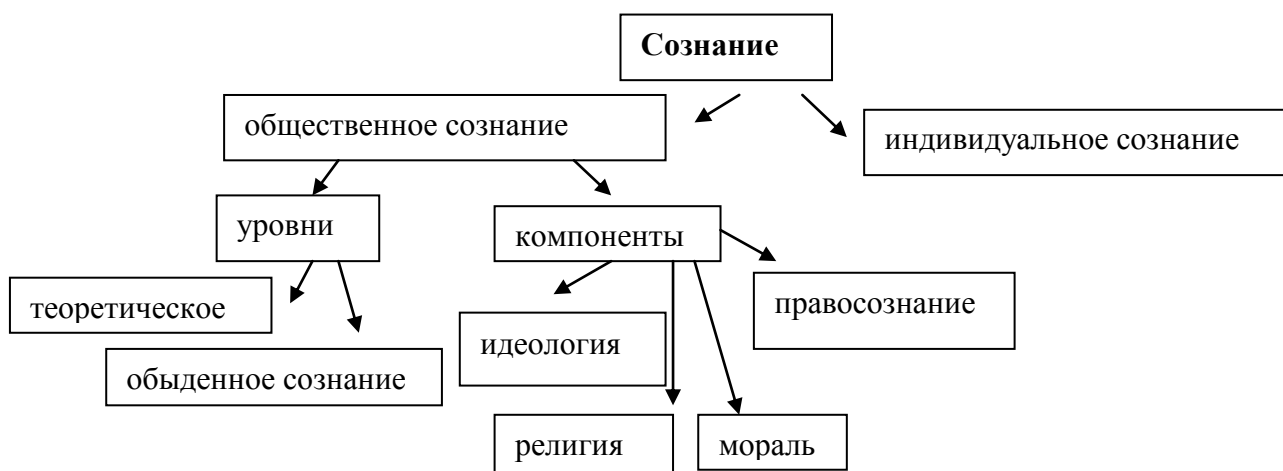 Сознание
общественное сознание
индивидуальное сознание
уровни
компоненты
теоретическое
правосознание
идеология
обыденное сознание
религия
мораль